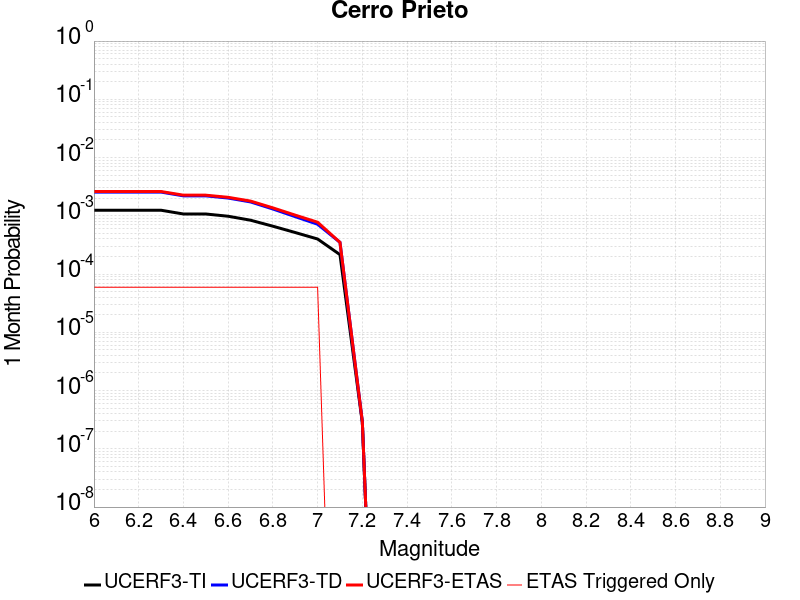 Cerro Prieto
10^0
10^-1
10^-2
10^-3
10^-4
10^-5
10^-6
10^-7
10^-8
1 Month Probability
6 6.2 6.4 6.6 6.8 7 7.2 7.4 7.6 7.8 8 8.2 8.4 8.6 8.8 9
Magnitude
UCERF3-TI UCERF3-TD UCERF3-ETAS ETAS Triggered Only